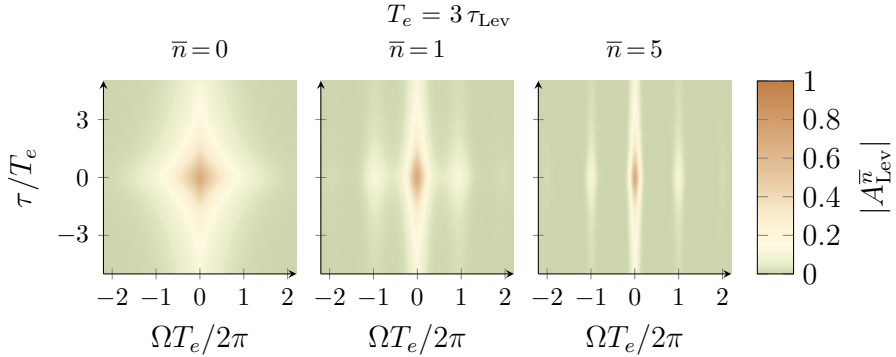 T_e = 3 τ_Lev
n̅ = 0
n̅ = 1
n̅ = 5
τ/T_e
3
0
−3
−2 −1 0 1 2
−2 −1 0 1 2
−2 −1 0 1 2
ΩT_e/2π
ΩT_e/2π
ΩT_e/2π
1
0.8
0.6
0.4
0.2
0
|A^n̅_Lev|